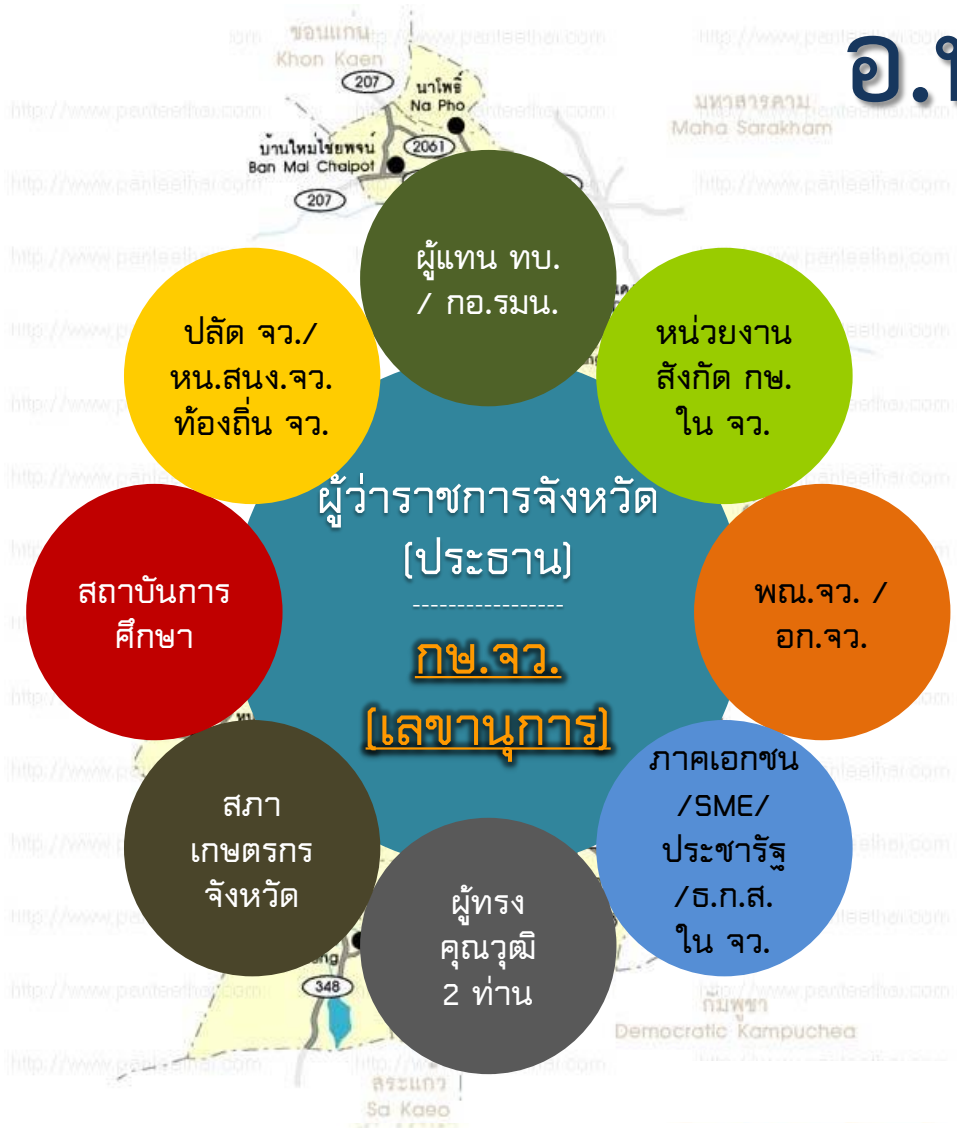 ขอนแก่น
Khon Kaen
207
นาโพธิ์
Na Pho
มหาสารคาม
Maha Sarakham
บ้านใหม่ไชยพจน์
Ban Mai Chaipot
2061
207
ผู้แทน ทบ.
/ กอ.รมน.
ปลัด จว./
หน.สนง.จว.
ท้องถิ่น จว.
หน่วยงาน
สังกัด กษ.
ใน จว.
ผู้ว่าราชการจังหวัด
(ประธาน)
-----------------
กษ.จว.
(เลขานุการ)
สถาบันการ
ศึกษา
พณ.จว. /
อก.จว.
สภา
เกษตรกร
จังหวัด
ภาคเอกชน
/SME/
ประชารัฐ
/ธ.ก.ส.
ใน จว.
ผู้ทรง
คุณวุฒิ
2 ท่าน
348
กัมพูชา
Democratic Kampuchea
สระแก้ว
Sa Kaeo
http://www.panteethai.com